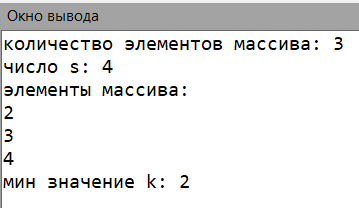 Окно вывода
количество элементов массива: 3
число s: 4
элементы массива:
2
3
4
мин значение k: 2